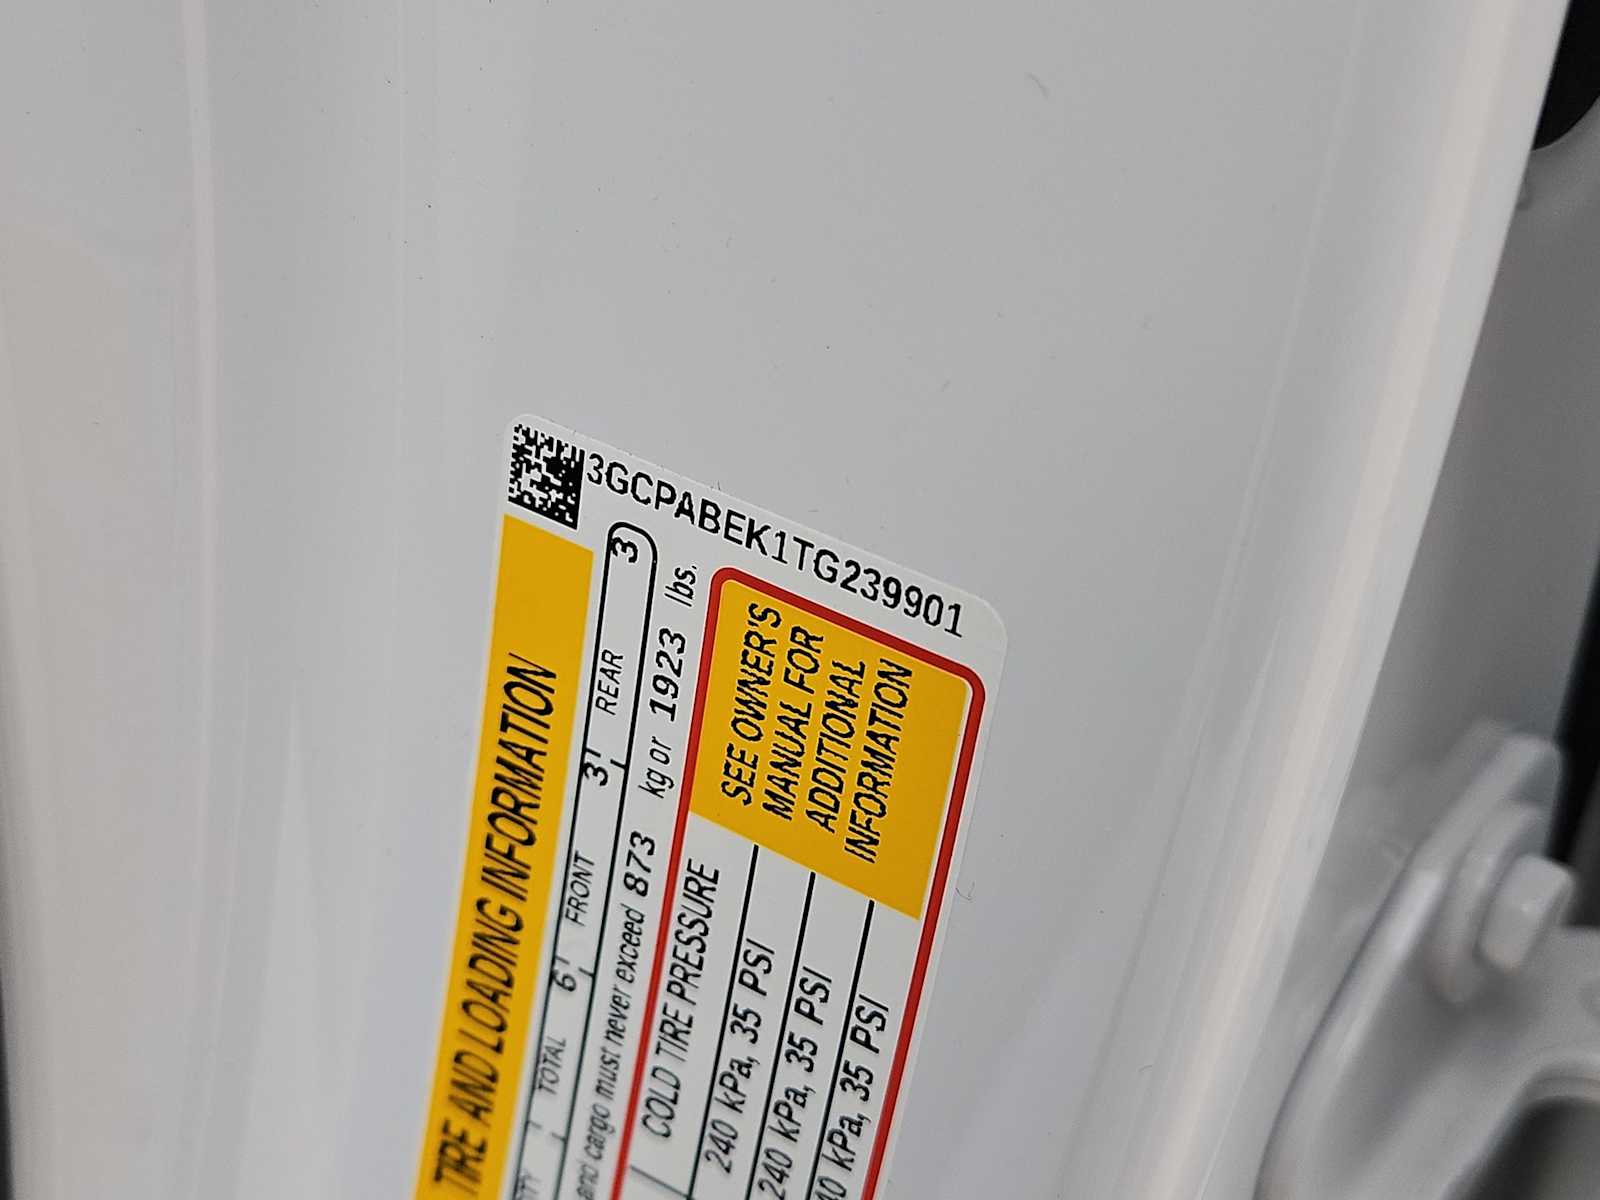 3GCPABEK1TG239901
TIRE AND LOADING INFORMATION
TOTAL 6 FRONT 3 REAR 3
and cargo must never exceed 873 kg or 1923 lbs.
COLD TIRE PRESSURE
240 kPa, 35 PSI
240 kPa, 35 PSI
kPa, 35 PSI
SEE OWNER'S
MANUAL FOR
ADDITIONAL
INFORMATION